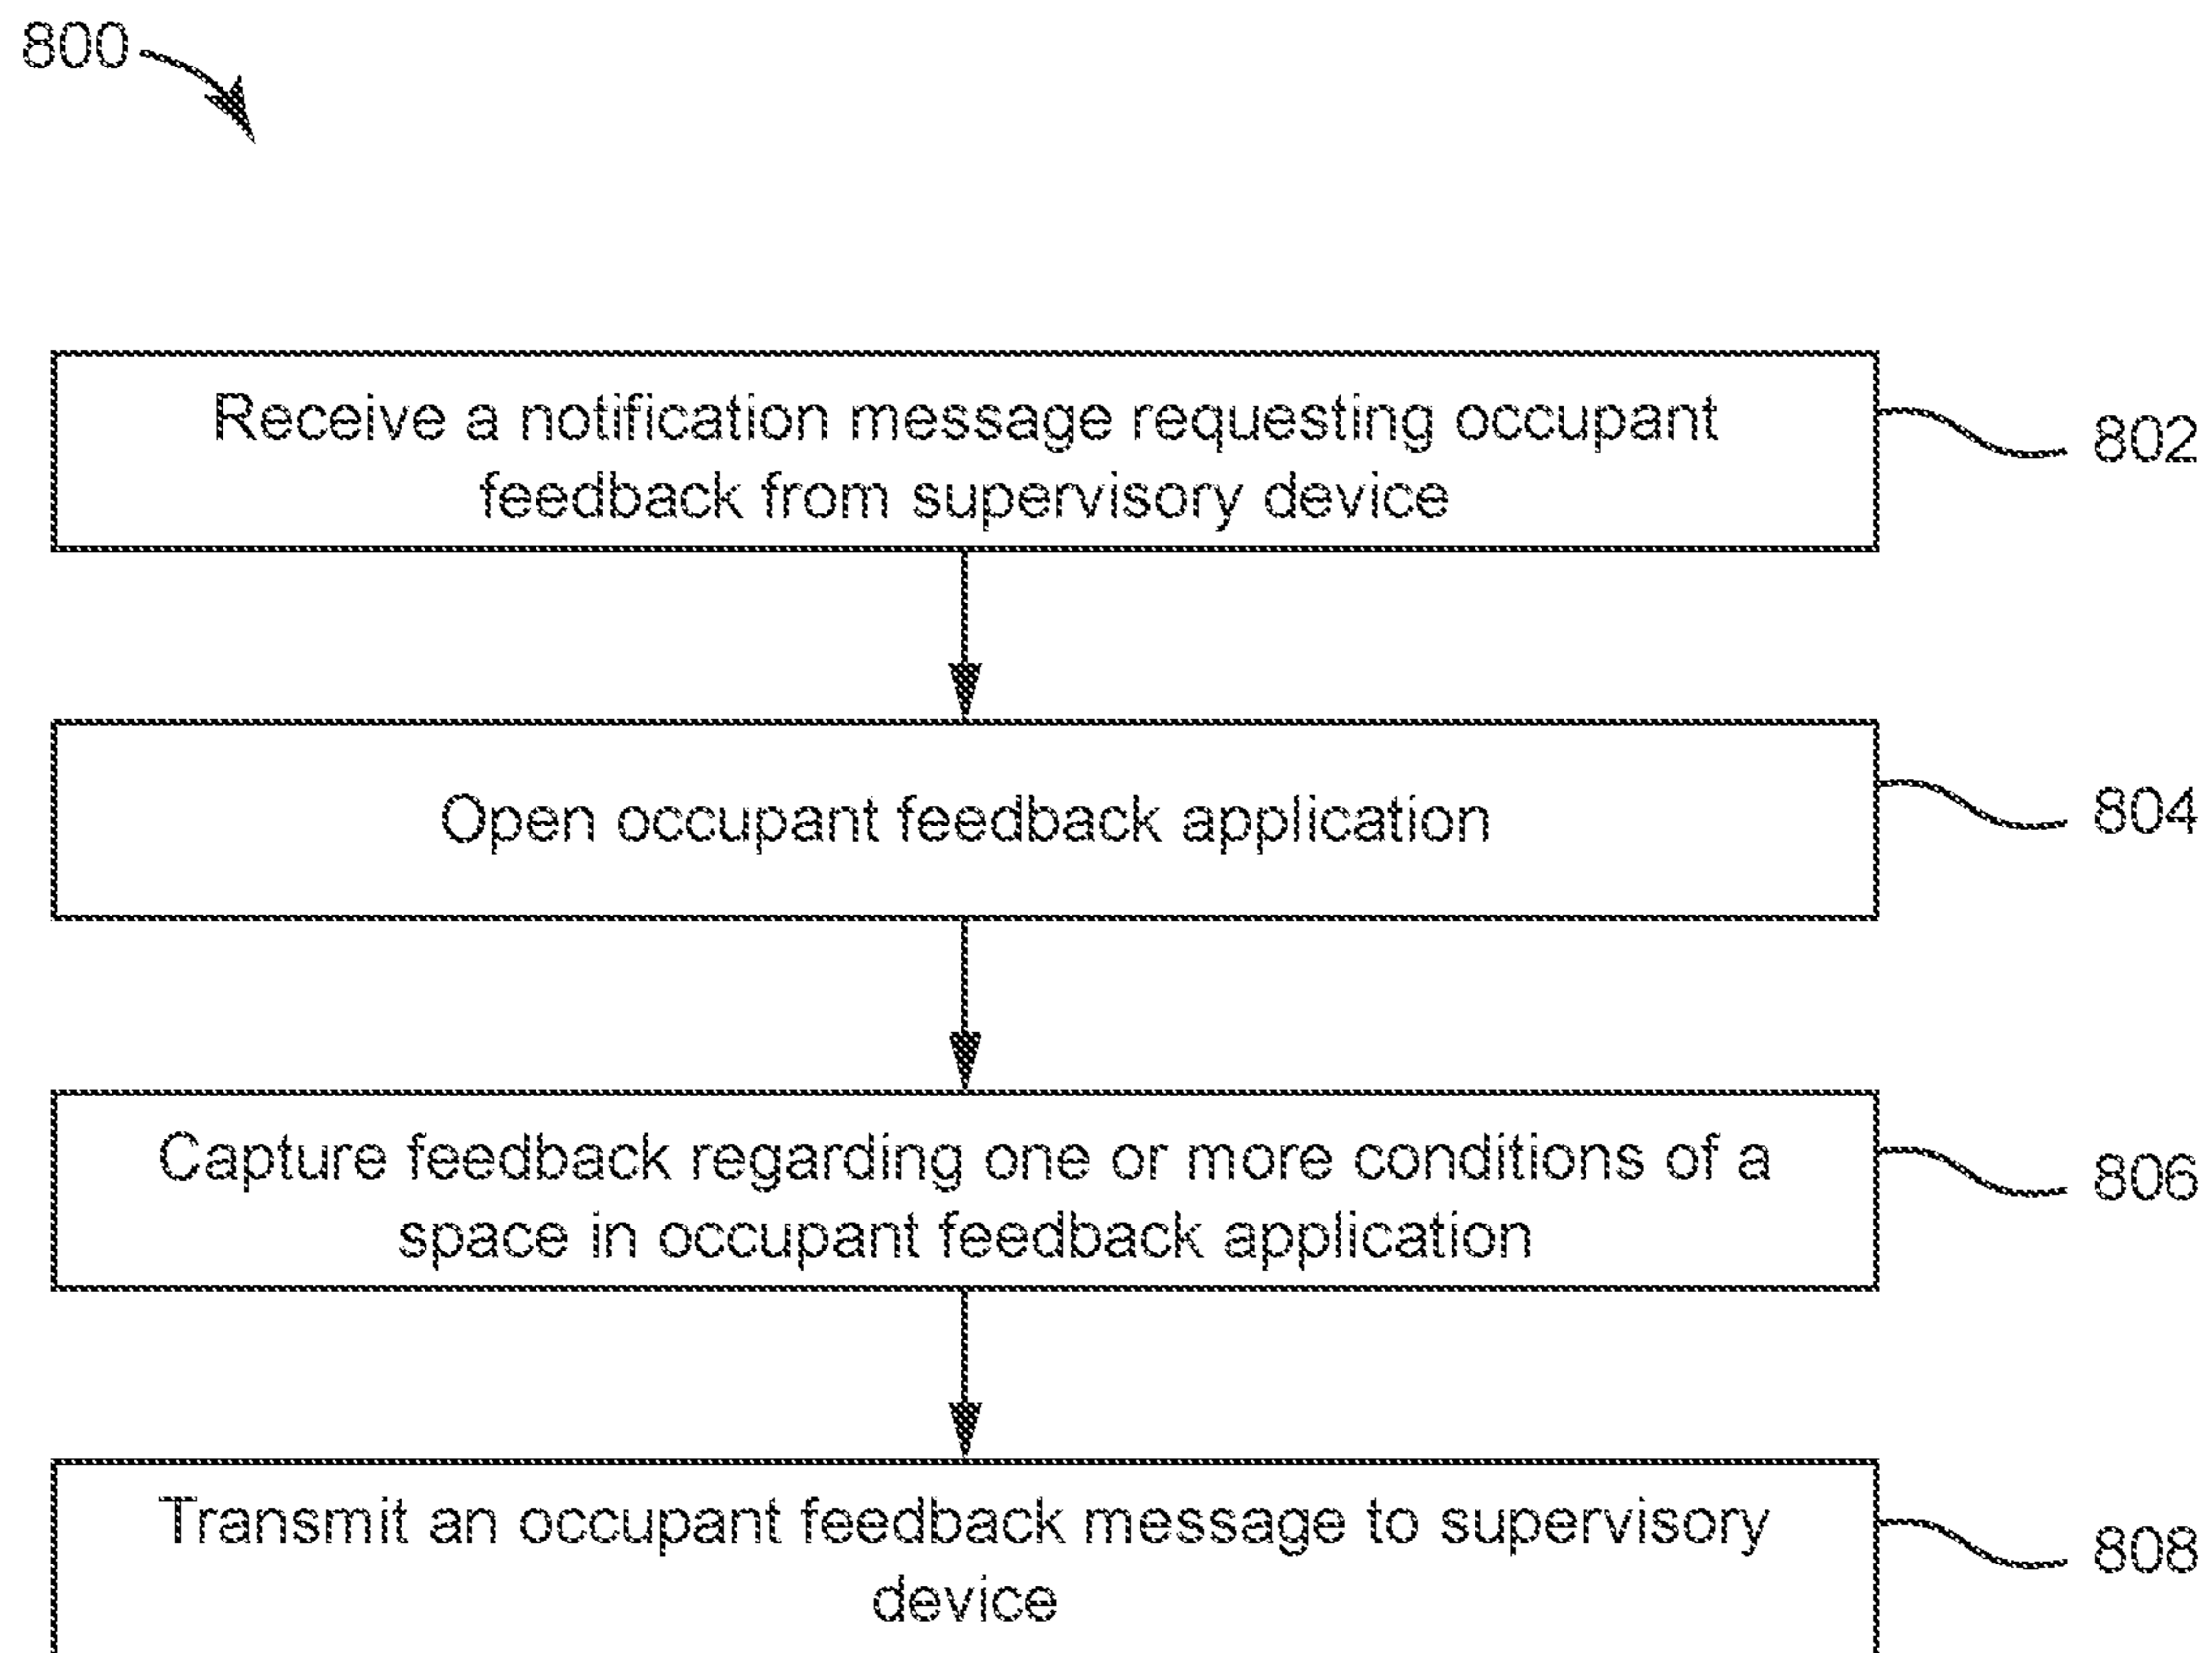 800
Receive a notification message requesting occupant
feedback from supervisory device
802
Open occupant feedback application
804
Capture feedback regarding one or more conditions of a
space in occupant feedback application
806
Transmit an occupant feedback message to supervisory
device
808